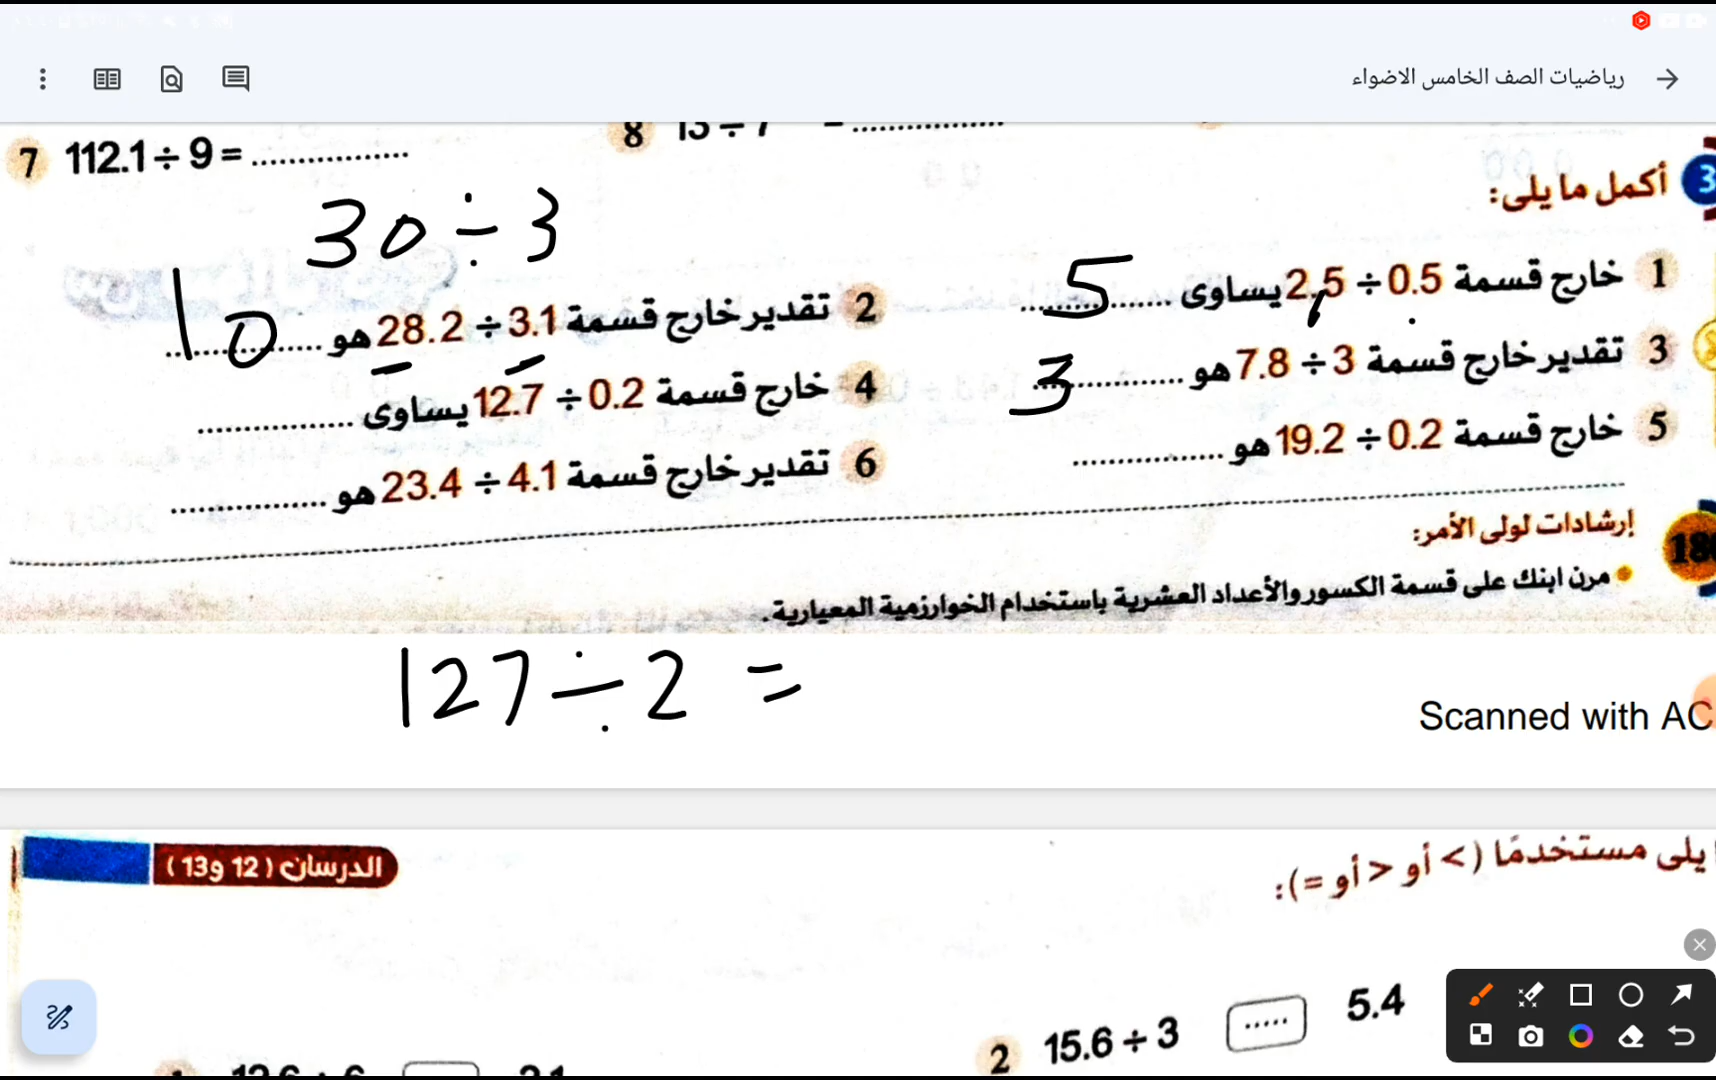 رياضيات الصف الخامس الاضواء
7 112.1 ÷ 9 = ................
8 13 ÷ 7 = ................
3 أكمل ما يلى:
30 ÷ 3
1 خارج قسمة 0.5 ÷ 2.5 يساوى ................ 5
2 تقدير خارج قسمة 3.1 ÷ 28.2 هو ................ 10
3 تقدير خارج قسمة 3 ÷ 7.8 هو ................ 3
4 خارج قسمة 0.2 ÷ 12.7 يساوى ................
5 خارج قسمة 0.2 ÷ 19.2 هو ................
6 تقدير خارج قسمة 4.1 ÷ 23.4 هو ................
إرشادات لولى الأمر:
مرن ابنك على قسمة الكسور والأعداد العشرية باستخدام الخوارزمية المعيارية.
127 ÷ 2 =
Scanned with AC
الدرسان (12 و13)
يلى مستخدمًا (> أو < أو =):
2 15.6 ÷ 3 ..... 5.4